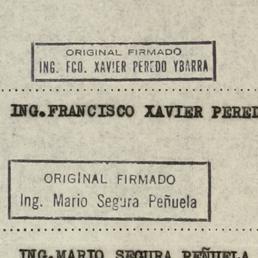 ORIGINAL FIRMADO
ING. FCO. XAVIER PEREDO YBARRA
ING.FRANCISCO XAVIER PERED
ORIGINAL FIRMADO
Ing. Mario Segura Peñuela
ING.MARIO SEGURA PEÑUELA